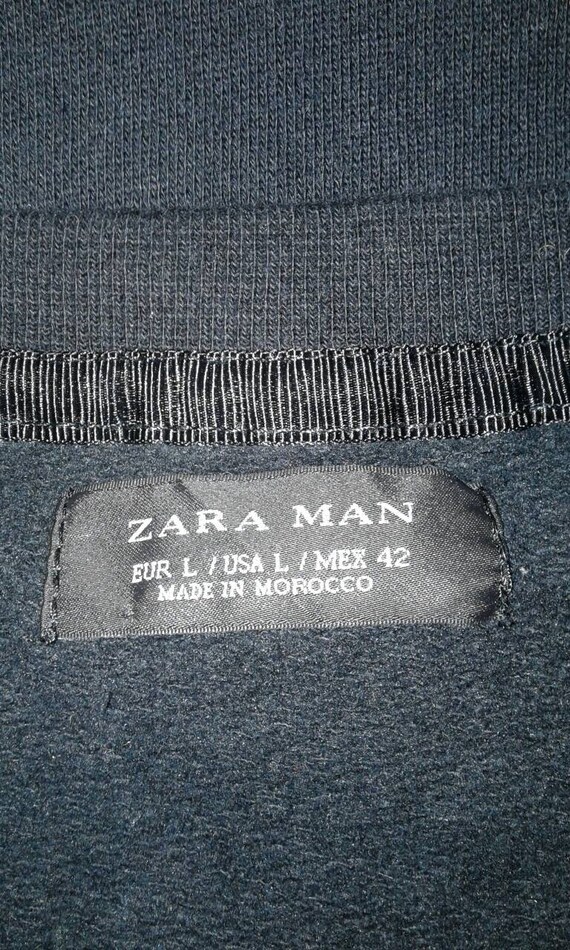 ZARA MAN
EUR L / USA L / MEX 42
MADE IN MOROCCO